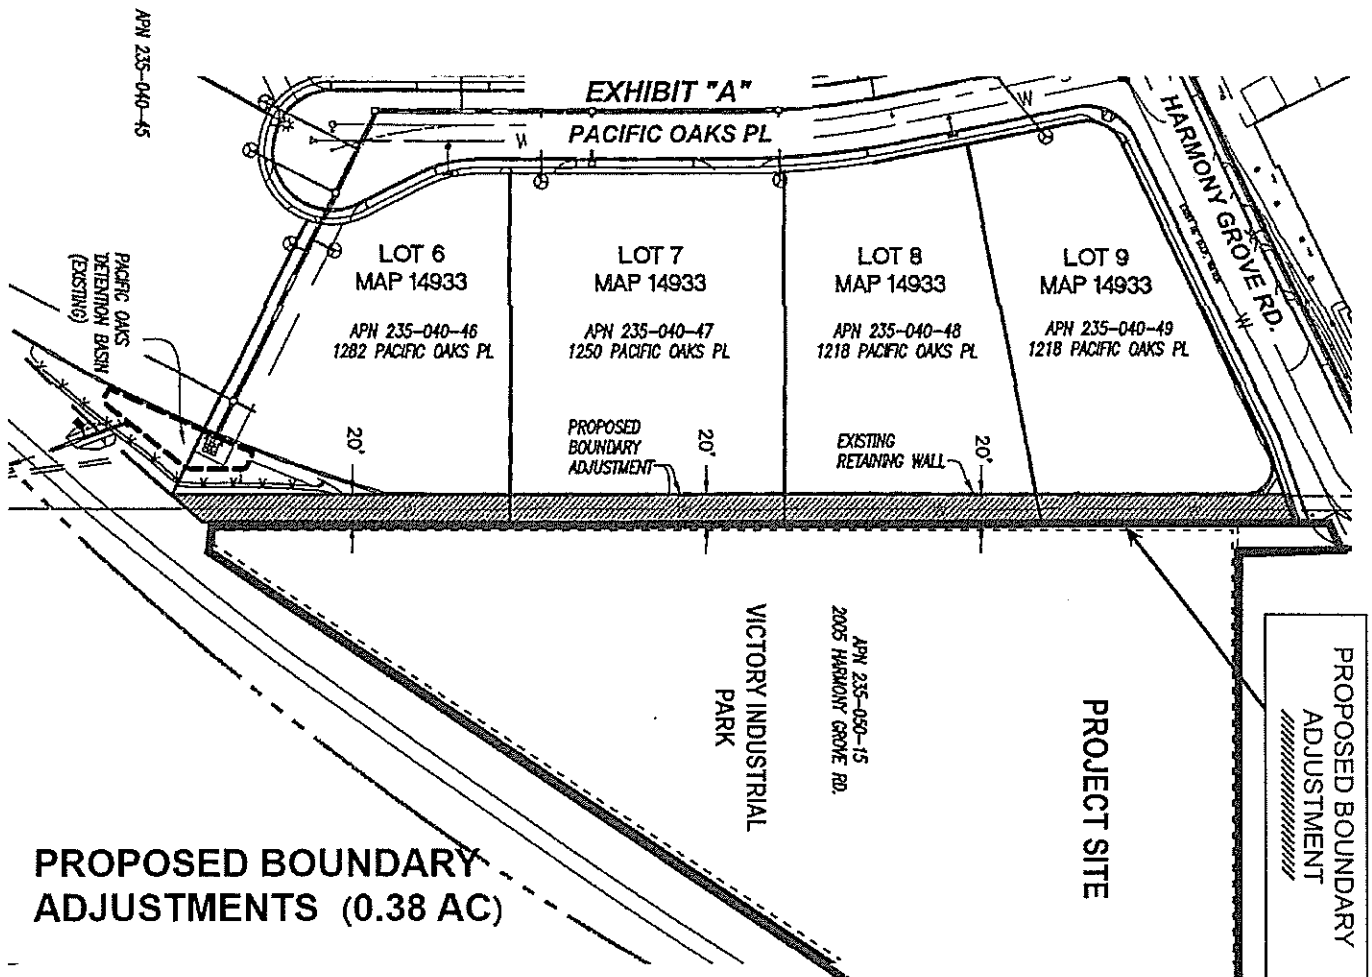 APN 235-040-45
EXHIBIT "A"
PACIFIC OAKS PL
W
W
HARMONY GROVE RD.
W
LOT 6
MAP 14933
APN 235-040-46
1282 PACIFIC OAKS PL
LOT 7
MAP 14933
APN 235-040-47
1250 PACIFIC OAKS PL
LOT 8
MAP 14933
APN 235-040-48
1218 PACIFIC OAKS PL
LOT 9
MAP 14933
APN 235-040-49
1218 PACIFIC OAKS PL
PACIFIC OAKS
DETENTION BASIN
(EXISTING)
20'
PROPOSED
BOUNDARY
ADJUSTMENT
20'
EXISTING
RETAINING WALL
20'
VICTORY INDUSTRIAL
PARK
APN 235-050-15
2005 HARMONY GROVE RD.
PROJECT SITE
PROPOSED BOUNDARY
ADJUSTMENT
PROPOSED BOUNDARY
ADJUSTMENTS (0.38 AC)